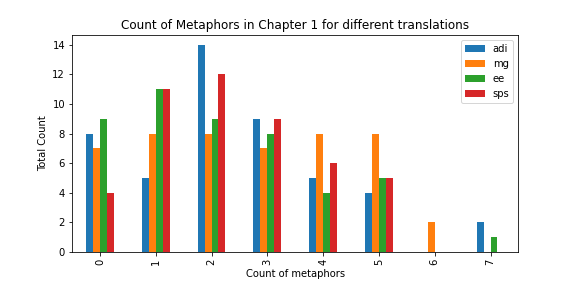 Count of Metaphors in Chapter 1 for different translations
adi
mg
ee
sps
Total Count
14
12
10
8
6
4
2
0
0 1 2 3 4 5 6 7
Count of metaphors